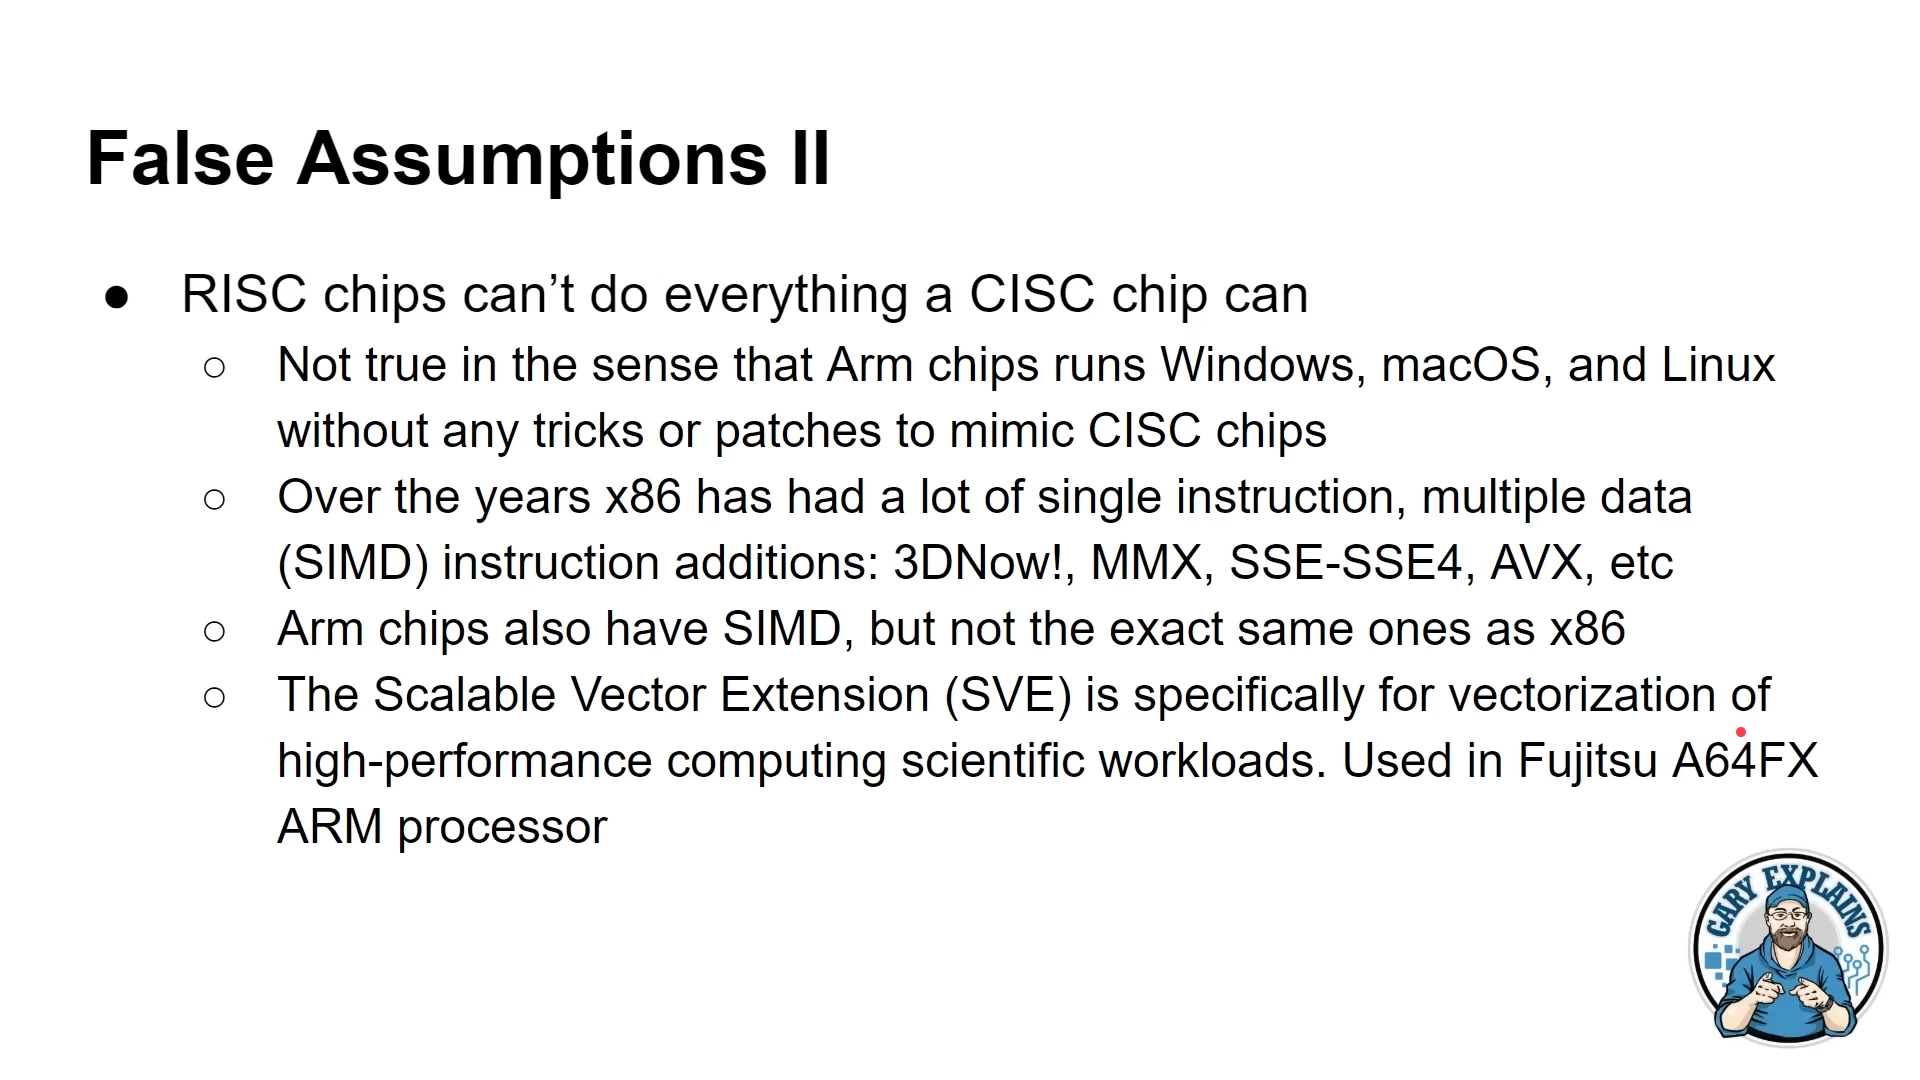 False Assumptions II
● RISC chips can’t do everything a CISC chip can
○ Not true in the sense that Arm chips runs Windows, macOS, and Linux
without any tricks or patches to mimic CISC chips
○ Over the years x86 has had a lot of single instruction, multiple data
(SIMD) instruction additions: 3DNow!, MMX, SSE-SSE4, AVX, etc
○ Arm chips also have SIMD, but not the exact same ones as x86
○ The Scalable Vector Extension (SVE) is specifically for vectorization of
high-performance computing scientific workloads. Used in Fujitsu A64FX
ARM processor
GARY EXPLAINS